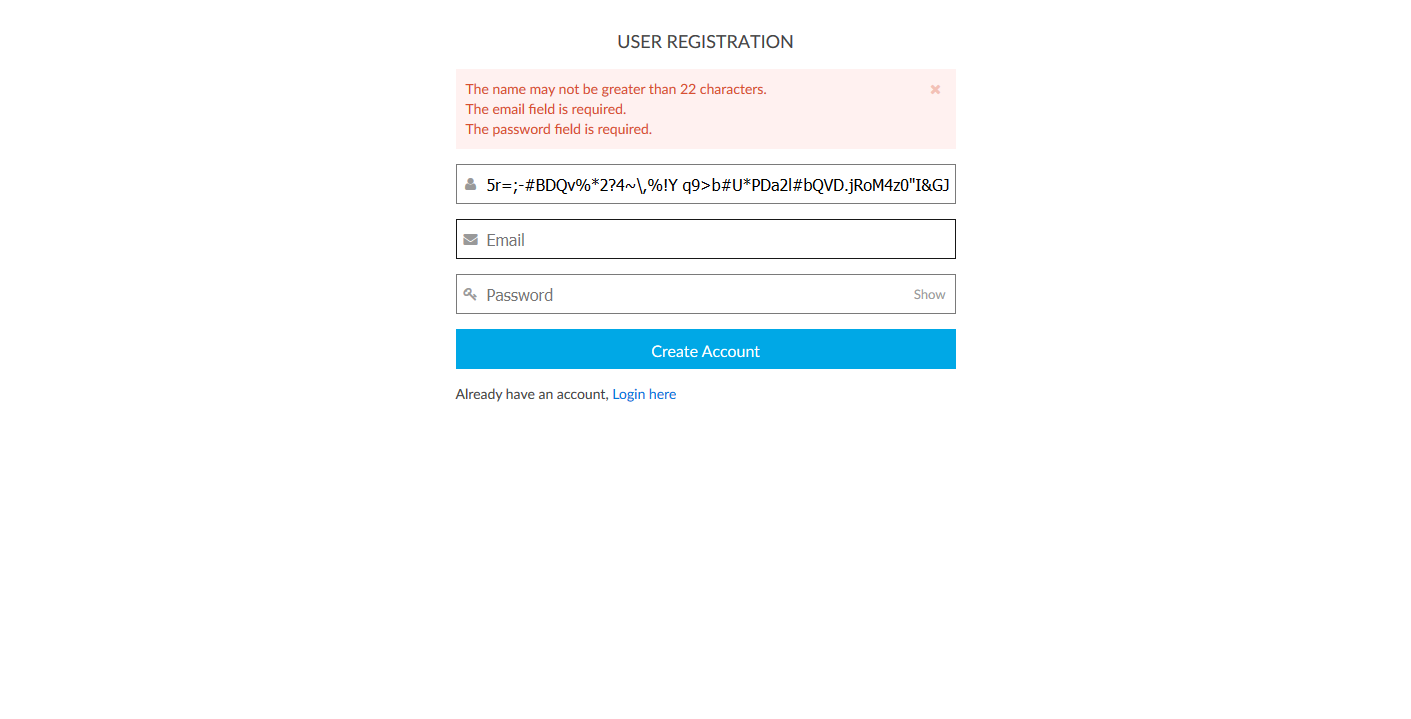 USER REGISTRATION
The name may not be greater than 22 characters.
The email field is required.
The password field is required.
5r=;-#BDQv%*2?4~\,%!Y q9>b#U*PDa2l#bQVD.jRoM4z0"I&GJ
Email
Password Show
Create Account
Already have an account, Login here